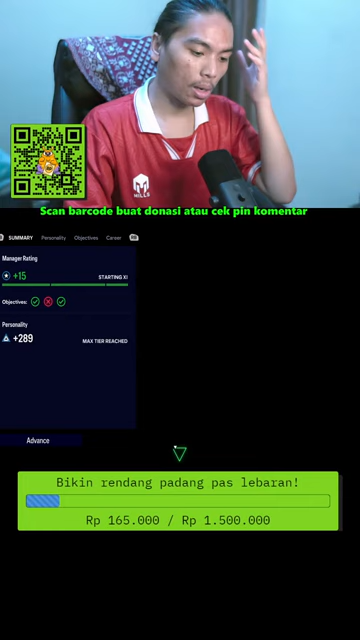 MILLS
Scan barcode buat donasi atau cek pin komentar
SUMMARY Personality Objectives Career
Manager Rating
+15 STARTING XI
Objectives:
Personality
+289 MAX TIER REACHED
Advance
Bikin rendang padang pas lebaran!
Rp 165.000 / Rp 1.500.000